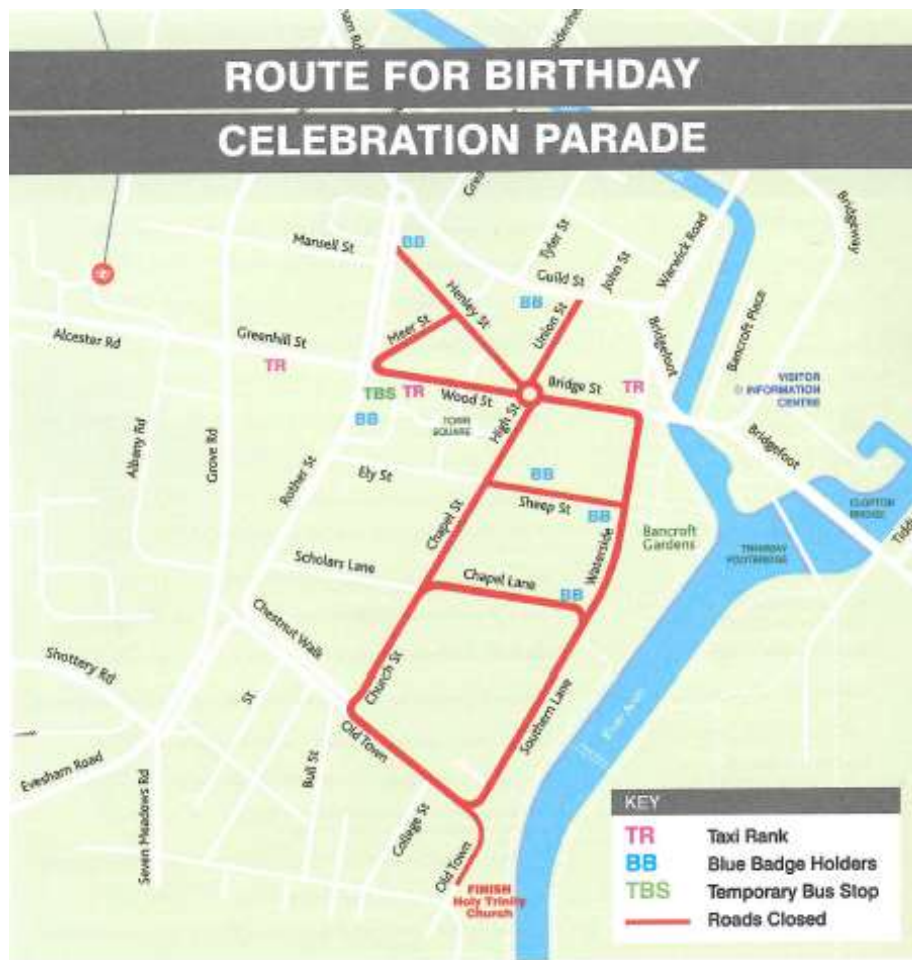 ROUTE FOR BIRTHDAY
CELEBRATION PARADE
Mansell St
BB
Tyler St
John St
Warwick Road
Bridgeway
Guild St
Henley St
BB
Union St
Meer St
Alcester Rd
Greenhill St
TR
Bridgefoot
Bancroft Place
VISITOR
INFORMATION
CENTRE
TBS
TR
Wood St
Bridge St
TR
BB
TOWN
SQUARE
High St
Albany Rd
Grove Rd
Rother St
Ely St
BB
Sheep St
BB
Bridgefoot
CLOPTON
BRIDGE
Bancroft
Gardens
TRAMWAY
FOOTBRIDGE
Chapel St
Waterside
Scholars Lane
Chapel Lane
BB
Chestnut Walk
Shottery Rd
Church St
St
Southern Lane
Old Town
Bull St
Evesham Road
Seven Meadows Rd
College St
Old Town
FINISH
Holy Trinity
Church
KEY
TR Taxi Rank
BB Blue Badge Holders
TBS Temporary Bus Stop
Roads Closed